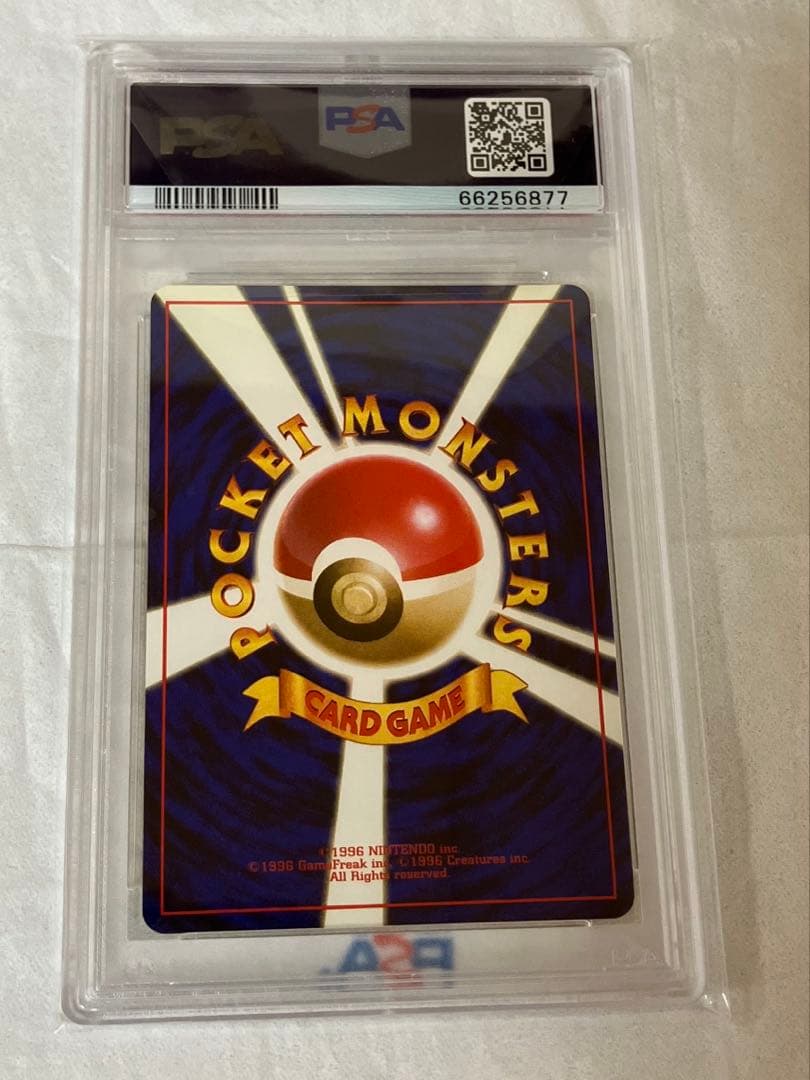 PSA
PSA
66256877
POCKET MONSTERS
CARD GAME
©1996 NINTENDO inc.
©1996 GameFreak inc. ©1996 Creatures inc.
All Rights reserved.
PSA